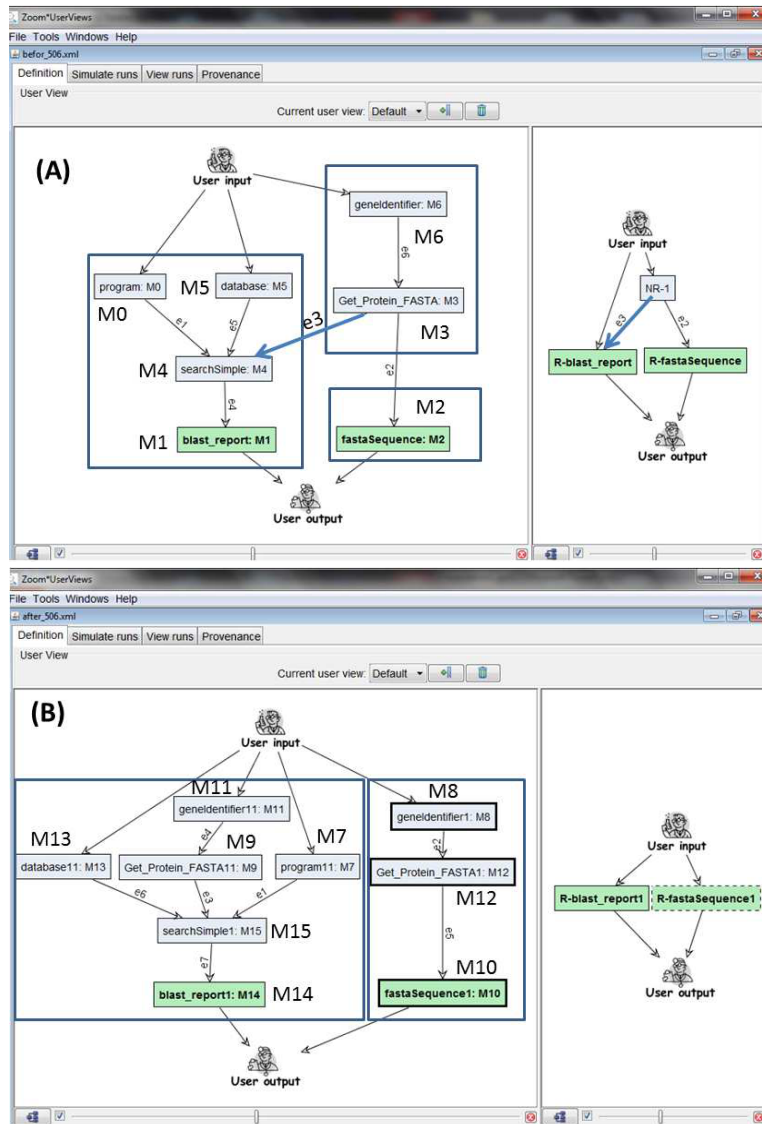 Zoom*UserViews
File Tools Windows Help
befor_506.xml
Definition Simulate runs View runs Provenance
User View
Current user view: Default
(A)
User input
geneIdentifier: M6
M6
e6
program: M0
M0
M5
database: M5
Get_Protein_FASTA: M3
M3
e1
e5
e3
M4
searchSimple: M4
e2
e4
M2
M1
blast_report: M1
fastaSequence: M2
User output
User input
NR-1
e3
e2
R-blast_report
R-fastaSequence
User output
Zoom*UserViews
File Tools Windows Help
after_506.xml
Definition Simulate runs View runs Provenance
User View
Current user view: Default
(B)
User input
M11
geneIdentifier11: M11
M8
geneIdentifier1: M8
M13
e4
M9
M7
e2
database11: M13
Get_Protein_FASTA11: M9
program11: M7
Get_Protein_FASTA1: M12
M12
e6
e3
e1
searchSimple1: M15
M15
e5
e7
M10
blast_report1: M14
M14
fastaSequence1: M10
User output
User input
R-blast_report1
R-fastaSequence1
User output